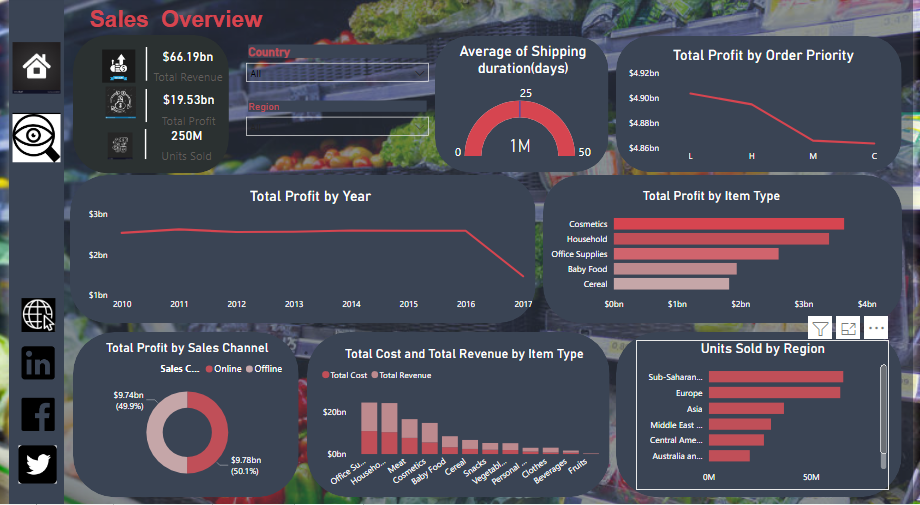 Sales Overview
$66.19bn
Total Revenue
$19.53bn
Total Profit
250M
Units Sold
Country
All
Region
Average of Shipping
duration(days)
25
1M
0
50
Total Profit by Order Priority
$4.92bn
$4.90bn
$4.88bn
$4.86bn
L H M C
Total Profit by Year
$3bn
$2bn
$1bn
2010 2011 2012 2013 2014 2015 2016 2017
Total Profit by Item Type
Cosmetics
Household
Office Supplies
Baby Food
Cereal
$0bn $1bn $2bn $3bn $4bn
Total Profit by Sales Channel
Sales C... Online Offline
$9.74bn
(49.9%)
$9.78bn
(50.1%)
Total Cost and Total Revenue by Item Type
Total Cost Total Revenue
$20bn
$0bn
Office Su... Househo... Meat Cosmetics Baby Food Cereal Snacks Vegetabl... Personal ... Clothes Beverages Fruits
Units Sold by Region
Sub-Saharan...
Europe
Asia
Middle East ...
Central Ame...
Australia an...
0M 50M
in